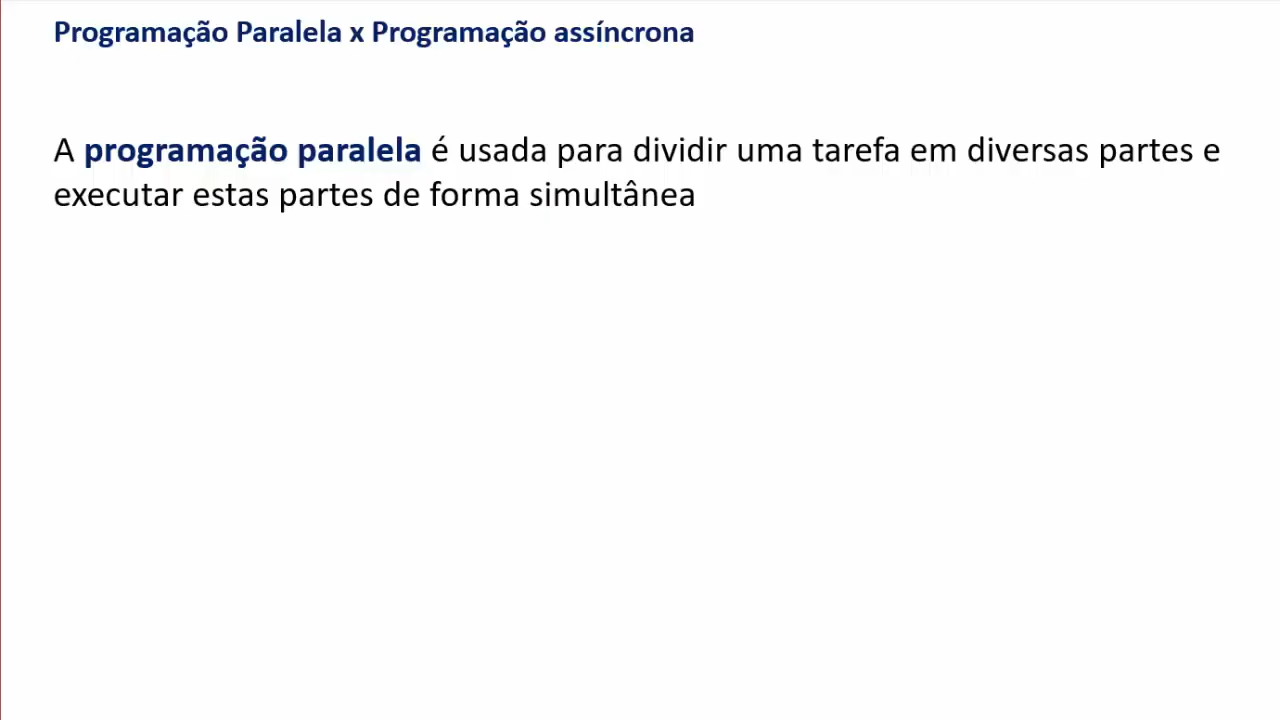 Programação Paralela x Programação assíncrona
A programação paralela é usada para dividir uma tarefa em diversas partes e
executar estas partes de forma simultânea